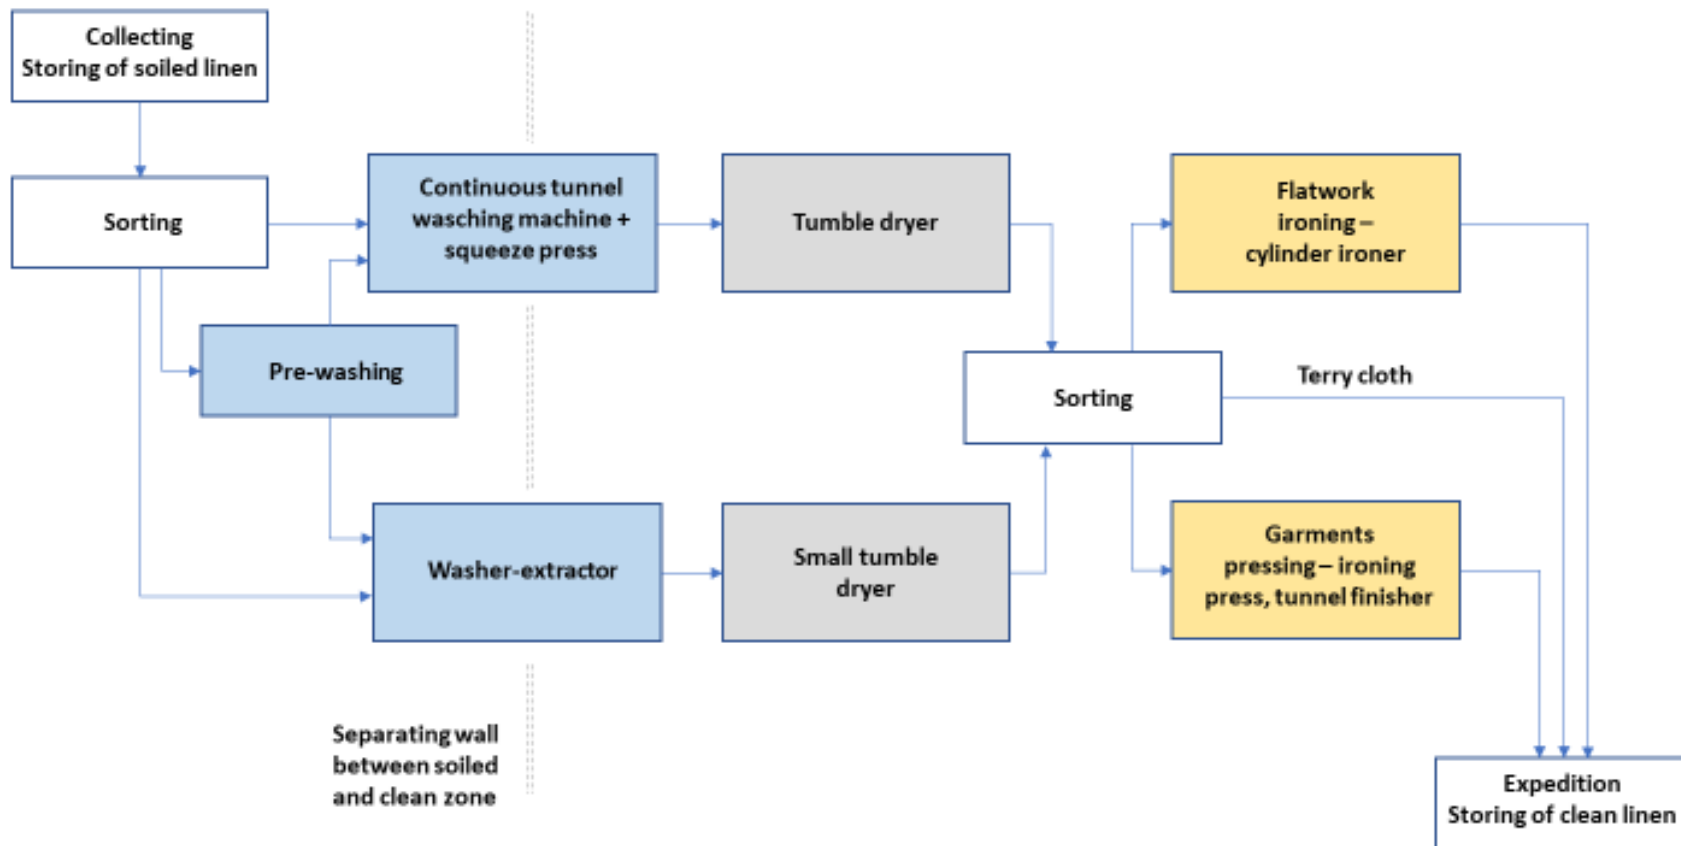 Collecting
Storing of soiled linen
Sorting
Continuous tunnel
wasching machine +
squeeze press
Tumble dryer
Flatwork
ironing –
cylinder ironer
Pre-washing
Sorting
Terry cloth
Washer-extractor
Small tumble
dryer
Garments
pressing – ironing
press, tunnel finisher
Separating wall
between soiled
and clean zone
Expedition
Storing of clean linen